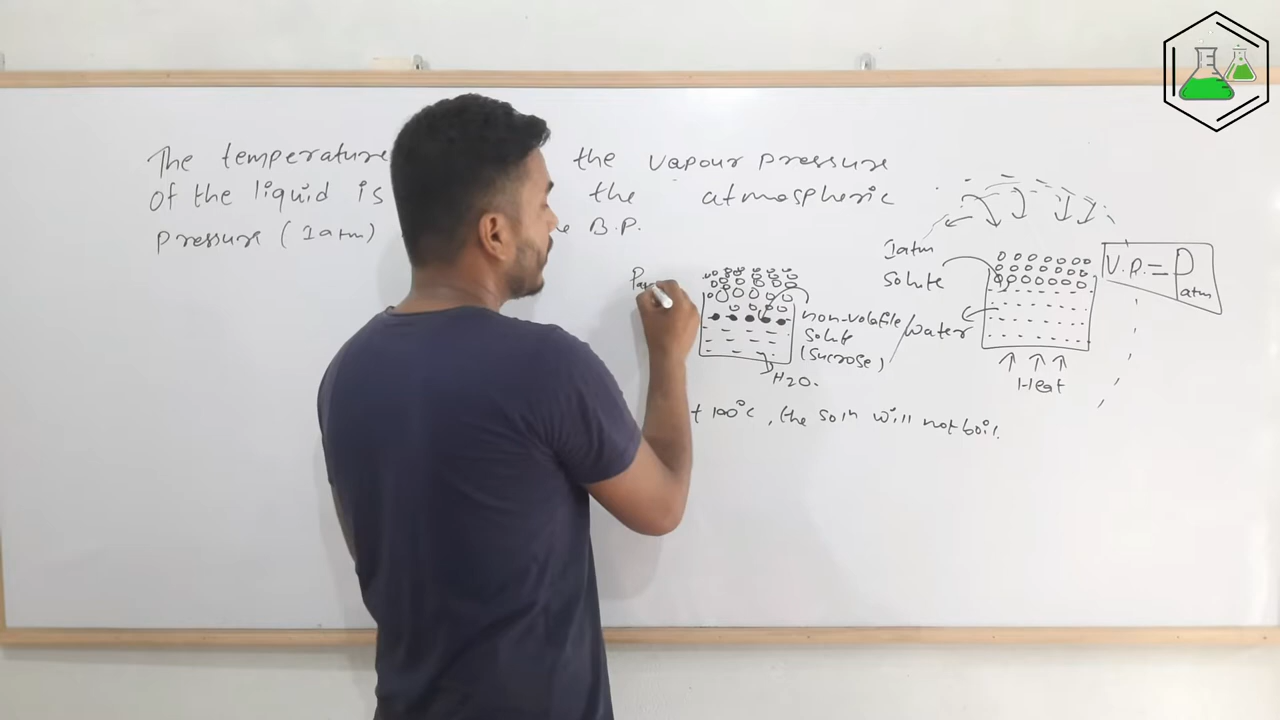 The temperature the vapour pressure
of the liquid is the atmospheric
pressure (1atm) B.P.
1atm
solute
V.P. = Patm
Pa
non-volatile
solute
(sucrose)
water
H2O.
Heat
t 100°C, the soln will not boil.